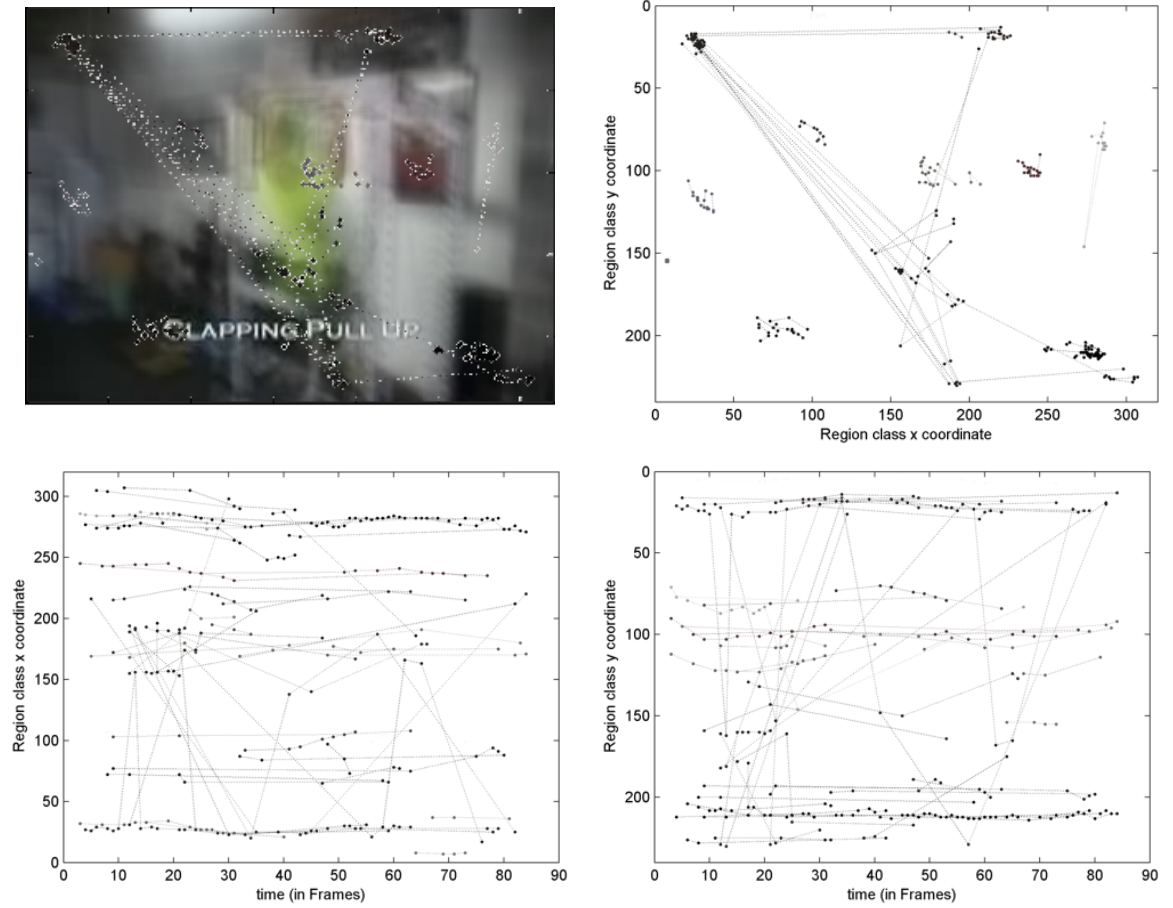 CLAPPING PULL UP
0
50
100
150
200
Region class y coordinate
0 50 100 150 200 250 300
Region class x coordinate
300
250
200
150
100
50
0
Region class x coordinate
0 10 20 30 40 50 60 70 80 90
time (in Frames)
0
50
100
150
200
Region class y coordinate
0 10 20 30 40 50 60 70 80 90
time (in Frames)